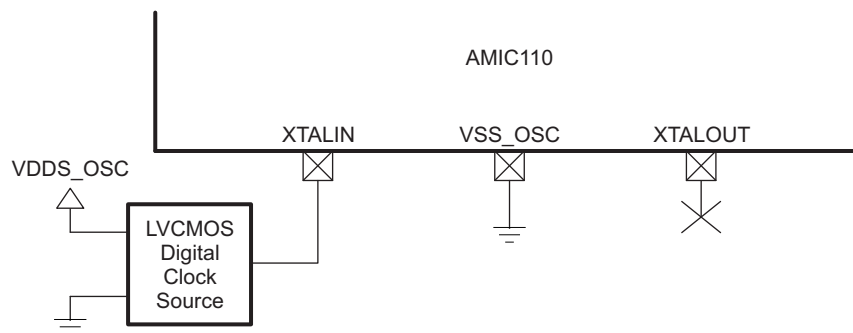 AMIC110
XTALIN
VSS_OSC
XTALOUT
VDDS_OSC
LVCMOS
Digital
Clock
Source